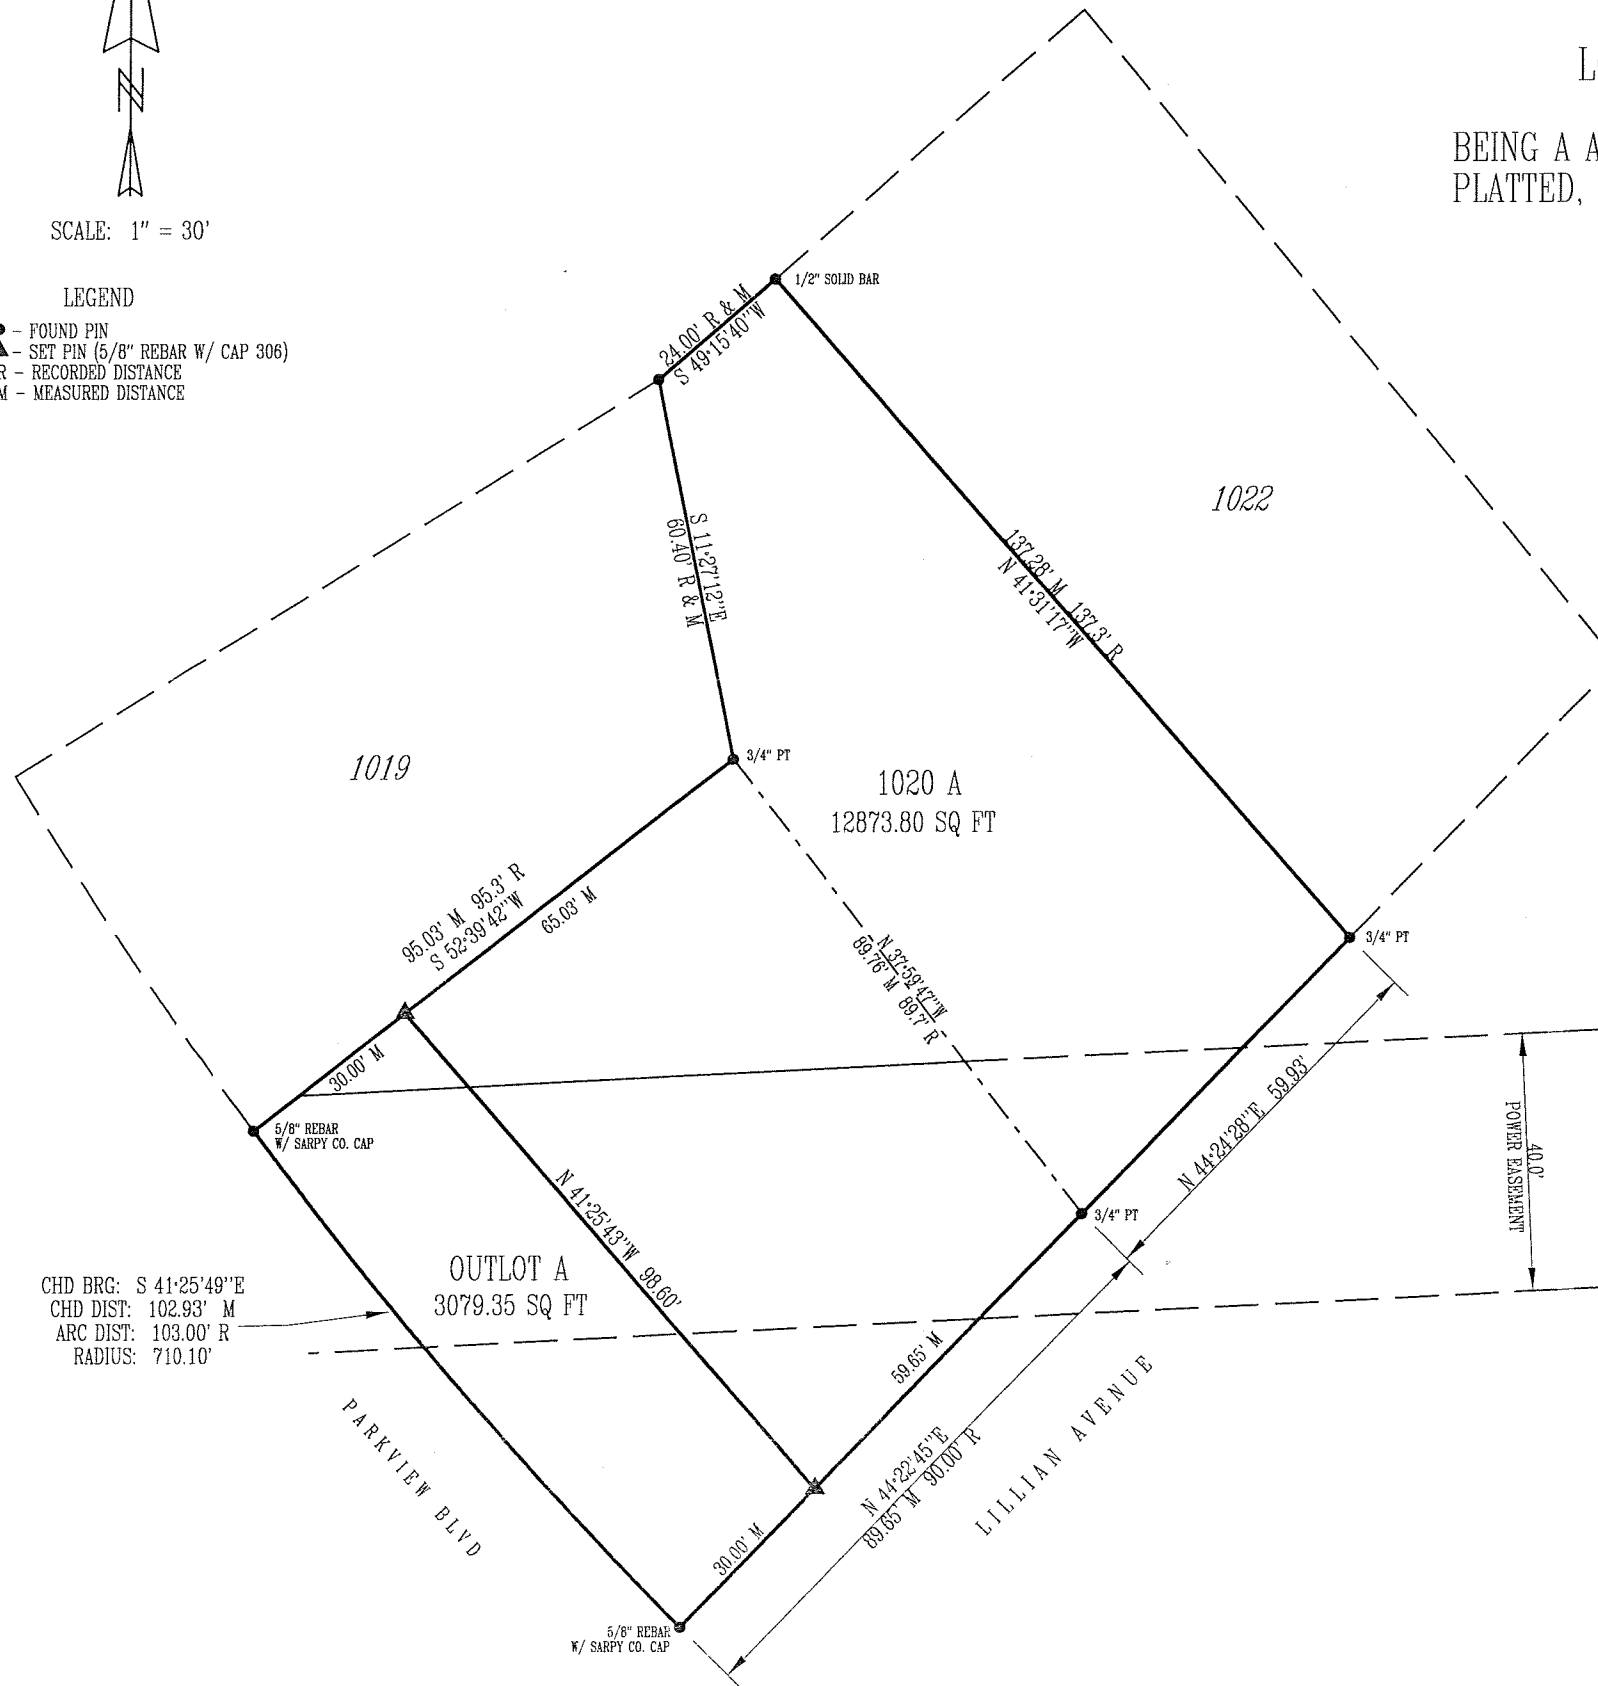 N
SCALE: 1" = 30'
LEGEND
- FOUND PIN
- SET PIN (5/8" REBAR W/ CAP 306)
R - RECORDED DISTANCE
M - MEASURED DISTANCE
BEING A A
PLATTED,
1/2" SOLID BAR
24.00' R & M
S 49°15'40"W
1022
S 11°27'12"E
60.40' R & M
137.28' M 137.3' R
N 41°31'17"W
1019
3/4" PT
1020 A
12873.80 SQ FT
95.03' M 95.3' R
S 52°39'42"W
65.03' M
N 37°59'47"W
89.76' M 89.7' R
3/4" PT
30.00' M
5/8" REBAR
W/ SARPY CO. CAP
N 44°24'28"E 59.93'
40.0'
POWER EASEMENT
3/4" PT
N 41°25'43"W 98.60'
OUTLOT A
3079.35 SQ FT
CHD BRG: S 41°25'49"E
CHD DIST: 102.93' M
ARC DIST: 103.00' R
RADIUS: 710.10'
59.65' M
PARKVIEW BLVD
N 44°22'45"E
89.65' M 90.00' R
LILLIAN AVENUE
30.00' M
5/8" REBAR
W/ SARPY CO. CAP